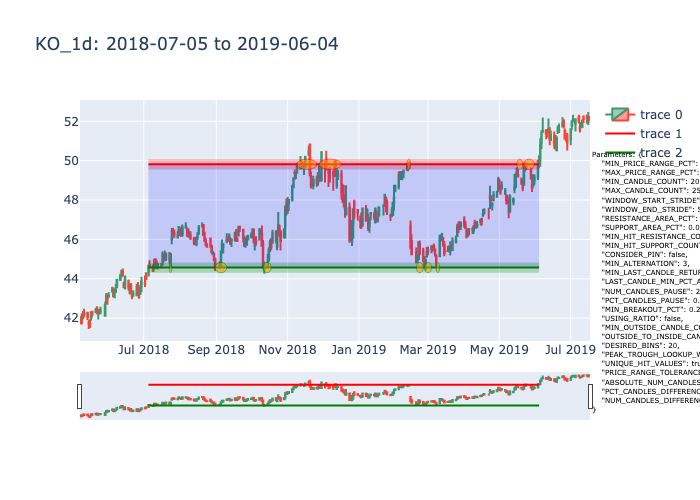 KO_1d: 2018-07-05 to 2019-06-04
52
50
48
46
44
42
Jul 2018
Sep 2018
Nov 2018
Jan 2019
Mar 2019
May 2019
Jul 2019
trace 0
trace 1
trace 2
Parameters: {
"MIN_PRICE_RANGE_PCT":
"MAX_PRICE_RANGE_PCT":
"MIN_CANDLE_COUNT": 20
"MAX_CANDLE_COUNT": 25
"WINDOW_START_STRIDE"
"WINDOW_END_STRIDE": 5
"RESISTANCE_AREA_PCT":
"SUPPORT_AREA_PCT": 0.0
"MIN_HIT_RESISTANCE_CO
"MIN_HIT_SUPPORT_COUN
"CONSIDER_PIN": false,
"MIN_ALTERNATION": 3,
"MIN_LAST_CANDLE_RETU
"LAST_CANDLE_MIN_PCT_A
"NUM_CANDLES_PAUSE": 2
"PCT_CANDLES_PAUSE": 0.
"MIN_BREAKOUT_PCT": 0.2
"USING_RATIO": false,
"MIN_OUTSIDE_CANDLE_CO
"OUTSIDE_TO_INSIDE_CAN
"DESIRED_BINS": 20,
"PEAK_TROUGH_LOOKUP_W
"UNIQUE_HIT_VALUES": tru
"PRICE_RANGE_TOLERANC
"ABSOLUTE_NUM_CANDLES
"PCT_CANDLES_DIFFERENC
"NUM_CANDLES_DIFFEREN
}